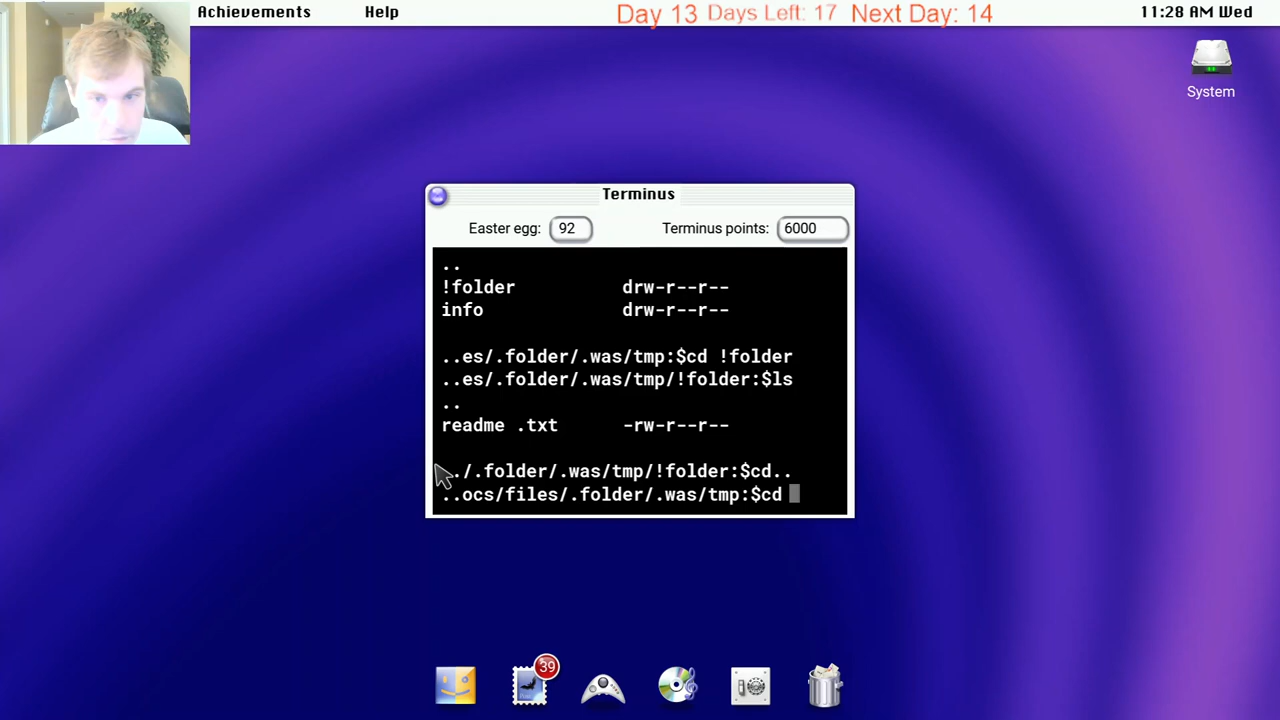 Achievements Help Day 13 Days Left: 17 Next Day: 14 11:28 AM Wed
System
Terminus
Easter egg: 92 Terminus points: 6000
..
!folder drw-r--r--
info drw-r--r--
..es/.folder/.was/tmp:$cd !folder
..es/.folder/.was/tmp/!folder:$ls
..
readme .txt -rw-r--r--
../.folder/.was/tmp/!folder:$cd..
..ocs/files/.folder/.was/tmp:$cd
39